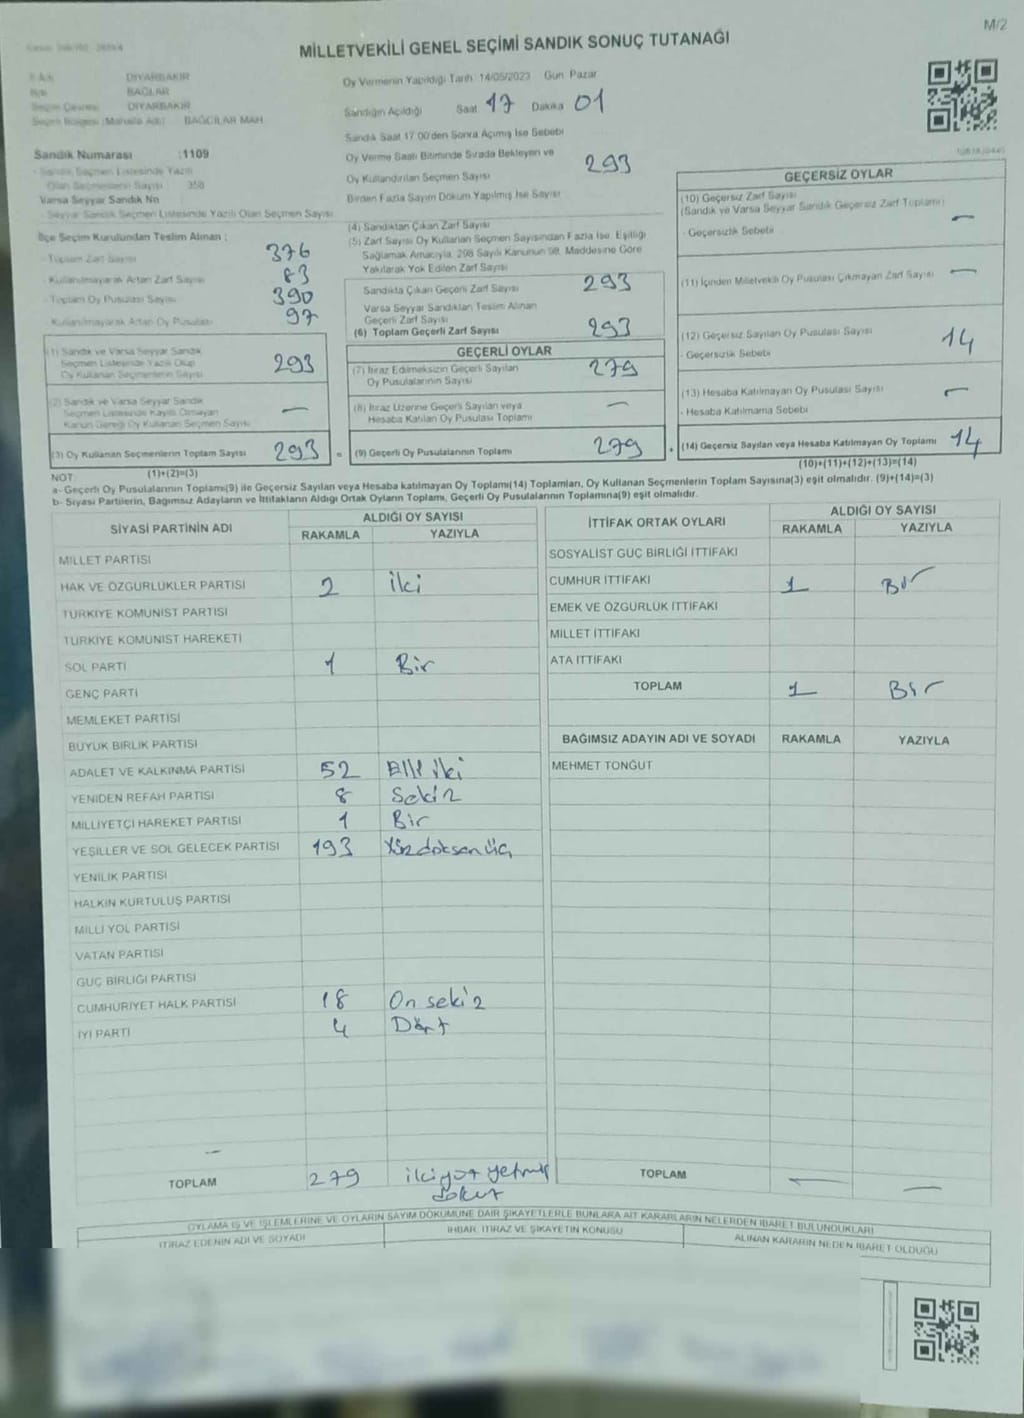 M/2
MİLLETVEKİLİ GENEL SEÇİMİ SANDIK SONUÇ TUTANAĞI
DİYARBAKIR
BAĞLAR
DİYARBAKIR
Seçim Bölgesi (Mahalle Adı) : BAĞCILAR MAH.
Oy Vermenin Yapıldığı Tarih 14/05/2023 Gün Pazar
Sandığın Açıldığı Saat 17 Dakika 01
Sandık Saat 17:00'den Sonra Açımış İse Sebebi
Sandık Numarası :1109
- Sandık Seçmen Listesinde Yazılı
Olan Seçmenlerin Sayısı 358
Varsa Seyyar Sandık No
- Seyyar Sandık Seçmen Listesinde Yazılı Olan Seçmen Sayısı
Oy Verme Saati Bitiminde Sırada Bekleyen ve
Oy Kullandırılan Seçmen Sayısı 293
Birden Fazla Sayım Döküm Yapılmış İse Sayısı
İlçe Seçim Kurulundan Teslim Alınan :
- Toplam Zarf Sayısı 376
- Kullanılmayarak Artan Zarf Sayısı 83
- Toplam Oy Pusulası Sayısı 390
- Kullanılmayarak Artan Oy Pusulası 97
(1) Sandık ve Varsa Seyyar Sandık
Seçmen Listesinde Yazılı Olup
Oy Kullanan Seçmenlerin Sayısı 293
(2) Sandık ve Varsa Seyyar Sandık
Seçmen Listesinde Kayıtlı Olmayan
Kanun Gereği Oy Kullanan Seçmen Sayısı —
(3) Oy Kullanan Seçmenlerin Toplam Sayısı 293 =
(1)+(2)=(3)
(4) Sandıktan Çıkan Zarf Sayısı
(5) Zarf Sayısı Oy Kullanan Seçmen Sayısından Fazla İse, Eşitliği
Sağlamak Amacıyla, 298 Sayılı Kanunun 98. Maddesine Göre
Yakılarak Yok Edilen Zarf Sayısı
Sandıkta Çıkan Geçerli Zarf Sayısı 293
Varsa Seyyar Sandıktan Teslim Alınan
Geçerli Zarf Sayısı
(6) Toplam Geçerli Zarf Sayısı 293
GEÇERLİ OYLAR
(7) İtiraz Edilmeksizin Geçerli Sayılan
Oy Pusulalarının Sayısı 279
(8) İtiraz Üzerine Geçerli Sayılan veya
Hesaba Katılan Oy Pusulası Toplamı —
(9) Geçerli Oy Pusulalarının Toplamı 279 +
GEÇERSİZ OYLAR
(10) Geçersiz Zarf Sayısı
(Sandık ve Varsa Seyyar Sandık Geçersiz Zarf Toplamı) —
- Geçersizlik Sebebi
(11) İçinden Milletvekili Oy Pusulası Çıkmayan Zarf Sayısı —
(12) Geçersiz Sayılan Oy Pusulası Sayısı 14
- Geçersizlik Sebebi
(13) Hesaba Katılmayan Oy Pusulası Sayısı —
- Hesaba Katılmama Sebebi
(14) Geçersiz Sayılan veya Hesaba Katılmayan Oy Toplamı 14
(10)+(11)+(12)+(13)=(14)
NOT:
a- Geçerli Oy Pusulalarının Toplamı(9) ile Geçersiz Sayılan veya Hesaba katılmayan Oy Toplamı(14) Toplamları, Oy Kullanan Seçmenlerin Toplam Sayısına(3) eşit olmalıdır. (9)+(14)=(3)
b- Siyasi Partilerin, Bağımsız Adayların ve İttifakların Aldığı Ortak Oyların Toplamı, Geçerli Oy Pusulalarının Toplamına(9) eşit olmalıdır.
SİYASİ PARTİNİN ADI ALDIĞI OY SAYISI
RAKAMLA YAZIYLA
MİLLET PARTİSİ
HAK VE ÖZGÜRLÜKLER PARTİSİ 2 iki
TÜRKİYE KOMÜNİST PARTİSİ
TÜRKİYE KOMÜNİST HAREKETİ
SOL PARTİ 1 Bir
GENÇ PARTİ
MEMLEKET PARTİSİ
BÜYÜK BİRLİK PARTİSİ
ADALET VE KALKINMA PARTİSİ 52 Elli iki
YENİDEN REFAH PARTİSİ 8 Sekiz
MİLLİYETÇİ HAREKET PARTİSİ 1 Bir
YEŞİLLER VE SOL GELECEK PARTİSİ 193 Yüz doksan üç
YENİLİK PARTİSİ
HALKIN KURTULUŞ PARTİSİ
MİLLİ YOL PARTİSİ
VATAN PARTİSİ
GÜÇ BİRLİĞİ PARTİSİ
CUMHURİYET HALK PARTİSİ 18 On sekiz
İYİ PARTİ 4 Dört
—
TOPLAM 279 ikiyüz yetmiş
dokuz
İTTİFAK ORTAK OYLARI ALDIĞI OY SAYISI
RAKAMLA YAZIYLA
SOSYALİST GÜÇ BİRLİĞİ İTTİFAKI
CUMHUR İTTİFAKI 1 Bir
EMEK VE ÖZGÜRLÜK İTTİFAKI
MİLLET İTTİFAKI
ATA İTTİFAKI
TOPLAM 1 Bir
BAĞIMSIZ ADAYIN ADI VE SOYADI RAKAMLA YAZIYLA
MEHMET TONĞUT
TOPLAM — —
OYLAMA İŞ VE İŞLEMLERİNE VE OYLARIN SAYIM DÖKÜMÜNE DAİR ŞİKAYETLERLE BUNLARA AİT KARARLARIN NELERDEN İBARET BULUNDUKLARI
İTİRAZ EDENİN ADI VE SOYADI İHBAR, İTİRAZ VE ŞİKAYETİN KONUSU ALINAN KARARIN NEDEN İBARET OLDUĞU